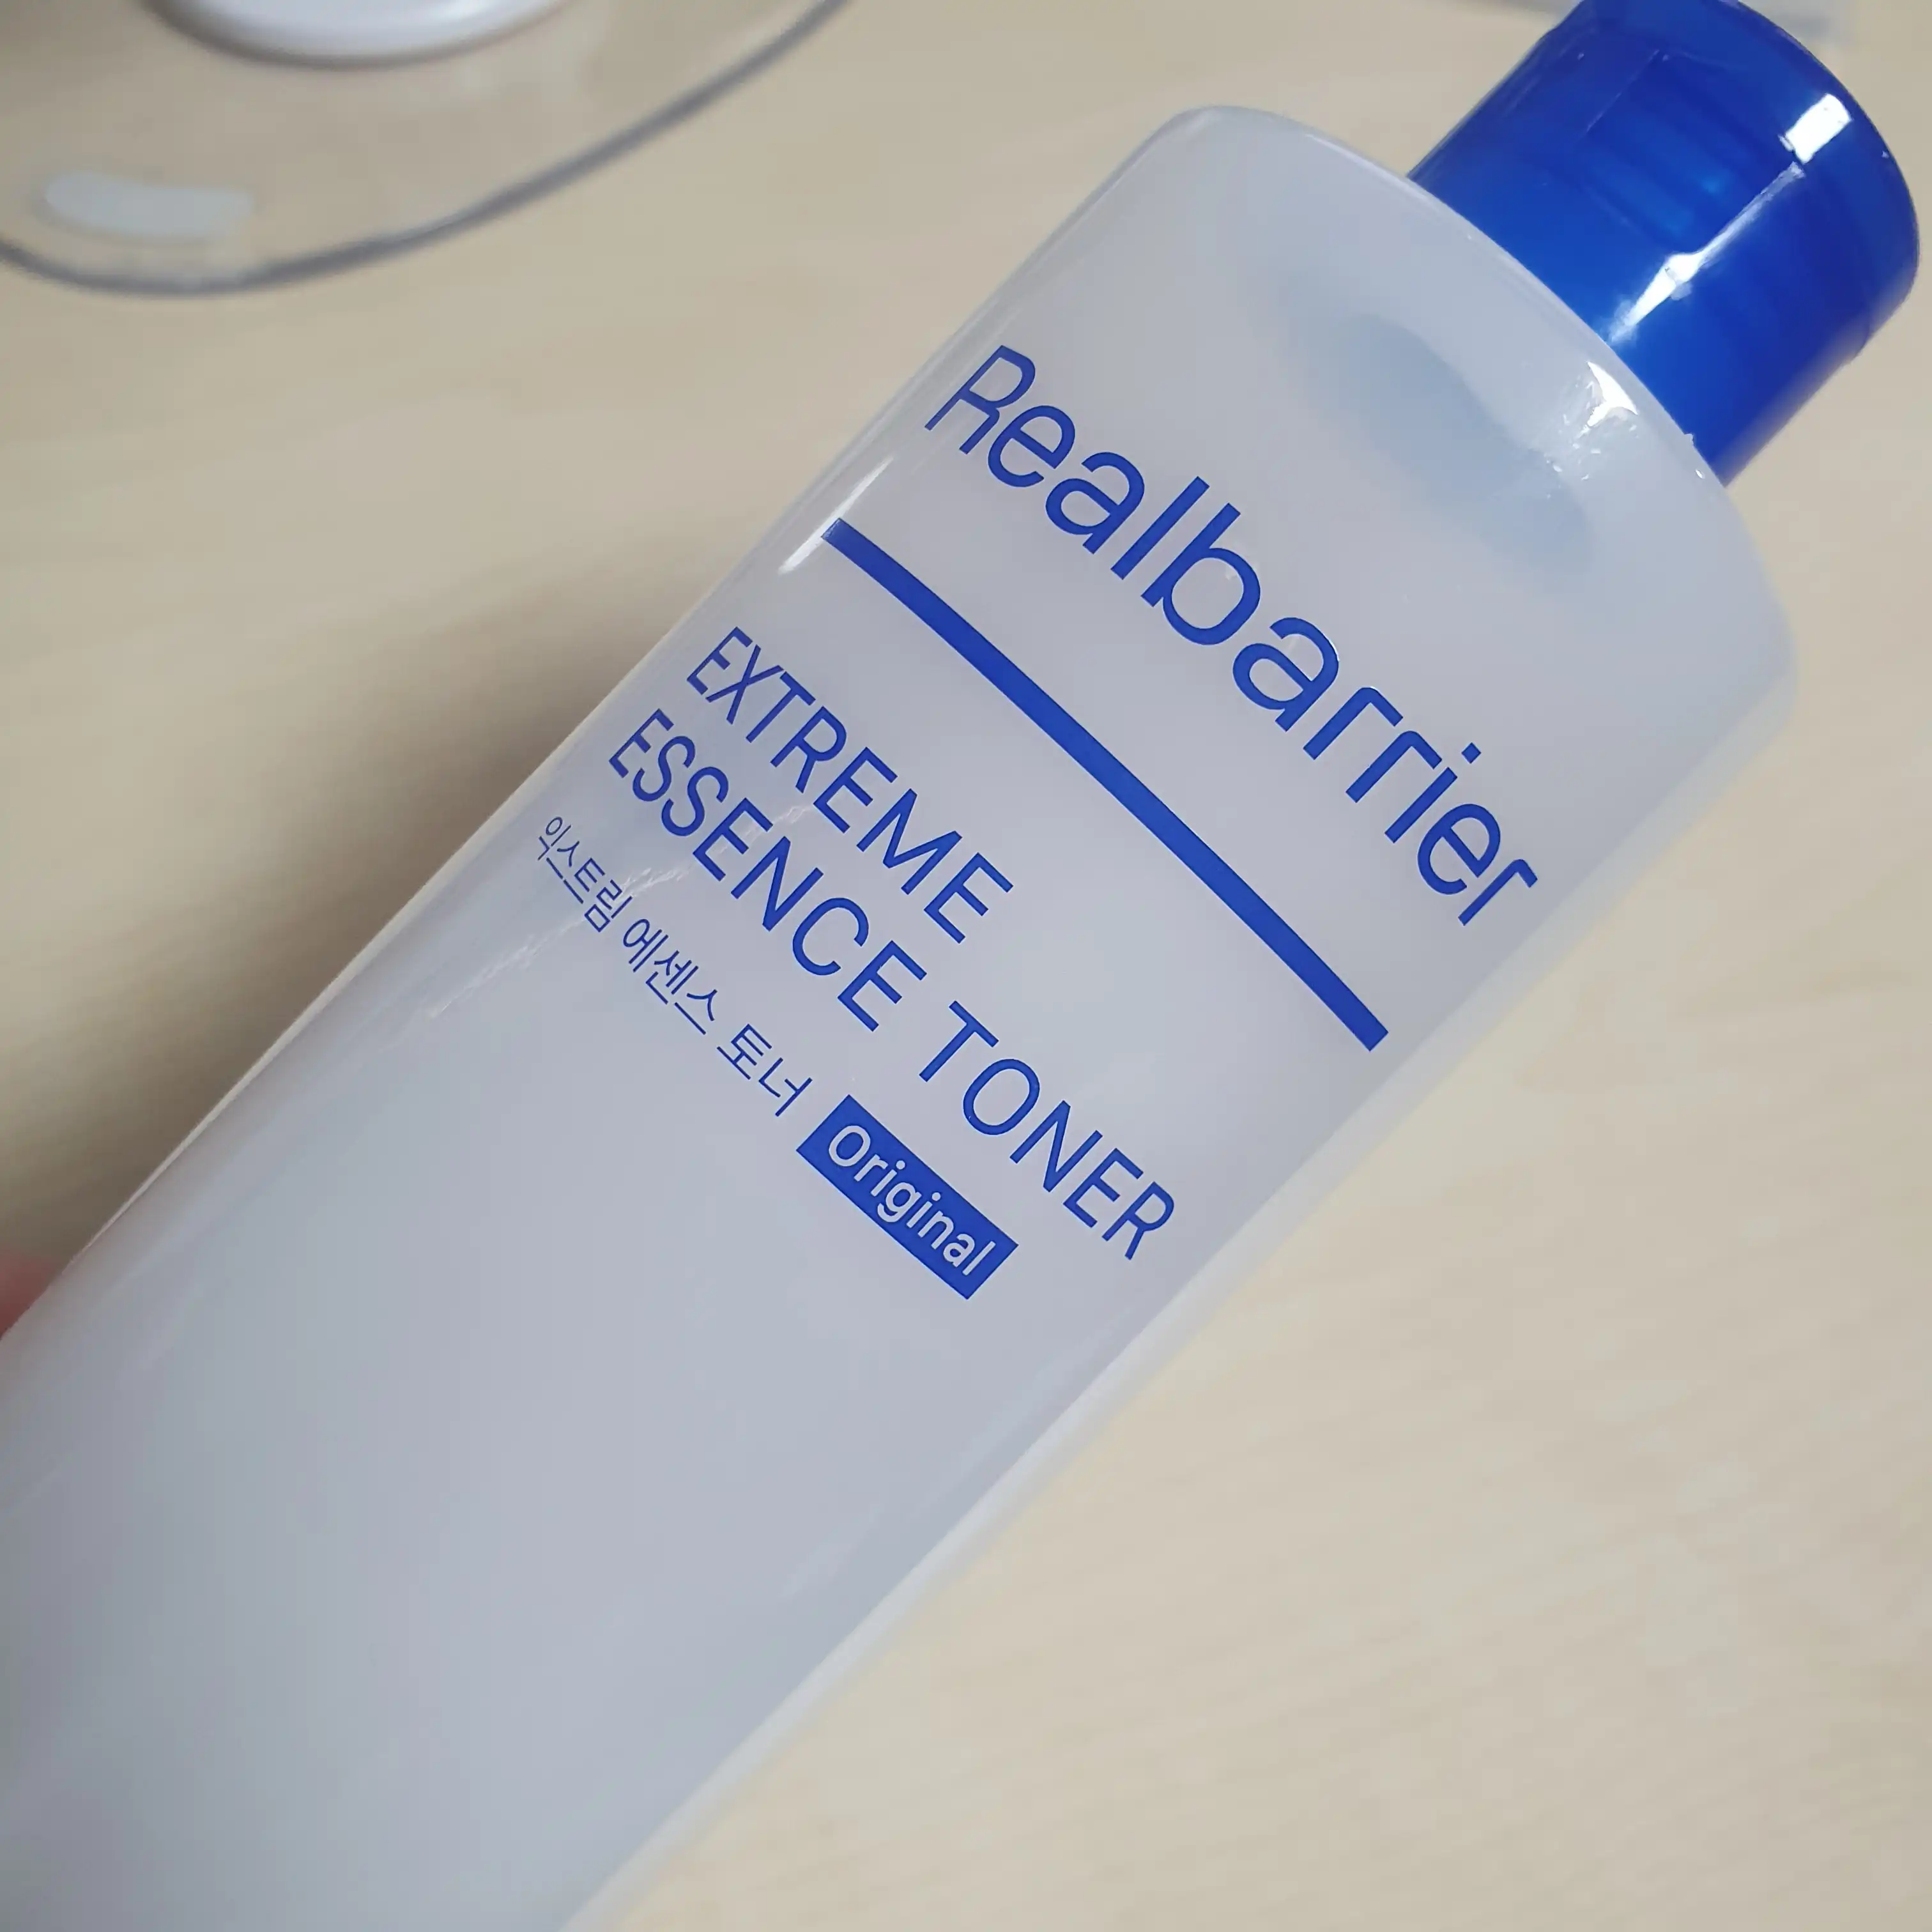 Realbarrier
EXTREME
ESSENCE TONER
익스트림 에센스 토너 Original